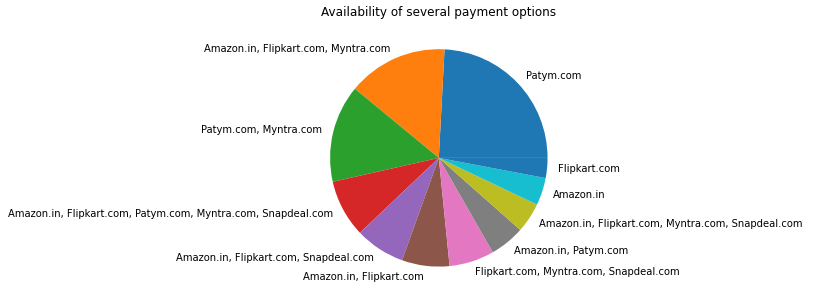 Availability of several payment options
Amazon.in, Flipkart.com, Myntra.com
Patym.com
Patym.com, Myntra.com
Flipkart.com
Amazon.in
Amazon.in, Flipkart.com, Patym.com, Myntra.com, Snapdeal.com
Amazon.in, Flipkart.com, Myntra.com, Snapdeal.com
Amazon.in, Patym.com
Amazon.in, Flipkart.com, Snapdeal.com
Flipkart.com, Myntra.com, Snapdeal.com
Amazon.in, Flipkart.com